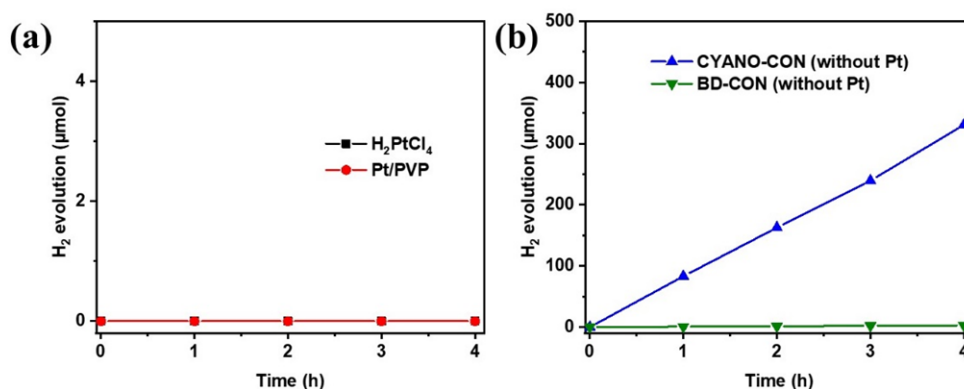 (a)
4
2
0
H₂ evolution (μmol)
H₂PtCl₄
Pt/PVP
0 1 2 3 4
Time (h)
(b)
500
400
300
200
100
0
H₂ evolution (μmol)
CYANO-CON (without Pt)
BD-CON (without Pt)
0 1 2 3 4
Time (h)